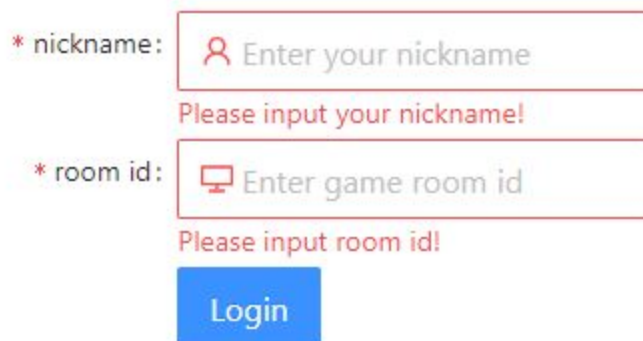 * nickname:
Enter your nickname
Please input your nickname!
* room id:
Enter game room id
Please input room id!
Login